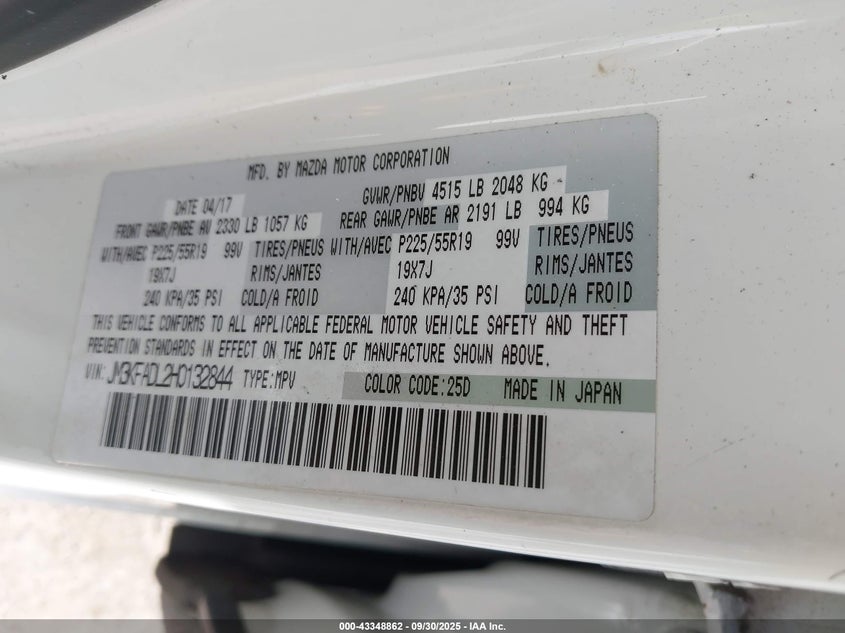 MFD. BY MAZDA MOTOR CORPORATION
DATE 04/17 GVWR/PNBV 4515 LB 2048 KG
FRONT GAWR/PNBE AV 2330 LB 1057 KG REAR GAWR/PNBE AR 2191 LB 994 KG
WITH/AVEC P225/55R19 99V TIRES/PNEUS WITH/AVEC P225/55R19 99V TIRES/PNEUS
19X7J RIMS/JANTES 19X7J RIMS/JANTES
240 KPA/35 PSI COLD/A FROID 240 KPA/35 PSI COLD/A FROID
THIS VEHICLE CONFORMS TO ALL APPLICABLE FEDERAL MOTOR VEHICLE SAFETY AND THEFT
PREVENTION STANDARDS IN EFFECT ON THE DATE OF MANUFACTURE SHOWN ABOVE.
VIN: JM3KFADL2H0132844 TYPE:MPV COLOR CODE:25D MADE IN JAPAN
000-43348862 - 09/30/2025 - IAA Inc.